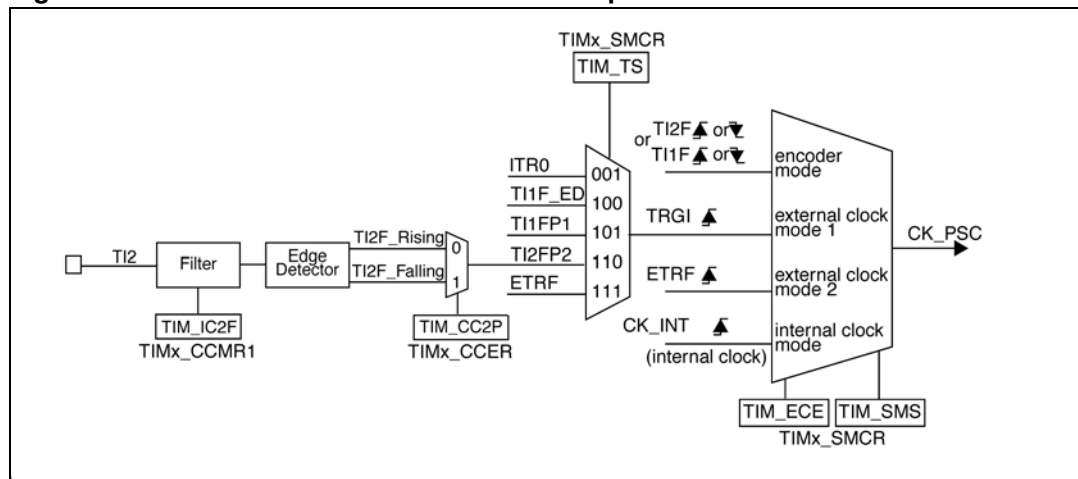 TIMx_SMCR
TIM_TS
or TI2F or
TI1F or
encoder
mode
ITR0
001
TI1F_ED
100
TI1FP1
101
TRGI
external clock
mode 1
CK_PSC
TI2
Filter
Edge
Detector
TI2F_Rising
0
TI2F_Falling
1
TI2FP2
110
ETRF
111
ETRF
external clock
mode 2
CK_INT
(internal clock)
internal clock
mode
TIM_IC2F
TIMx_CCMR1
TIM_CC2P
TIMx_CCER
TIM_ECE
TIM_SMS
TIMx_SMCR